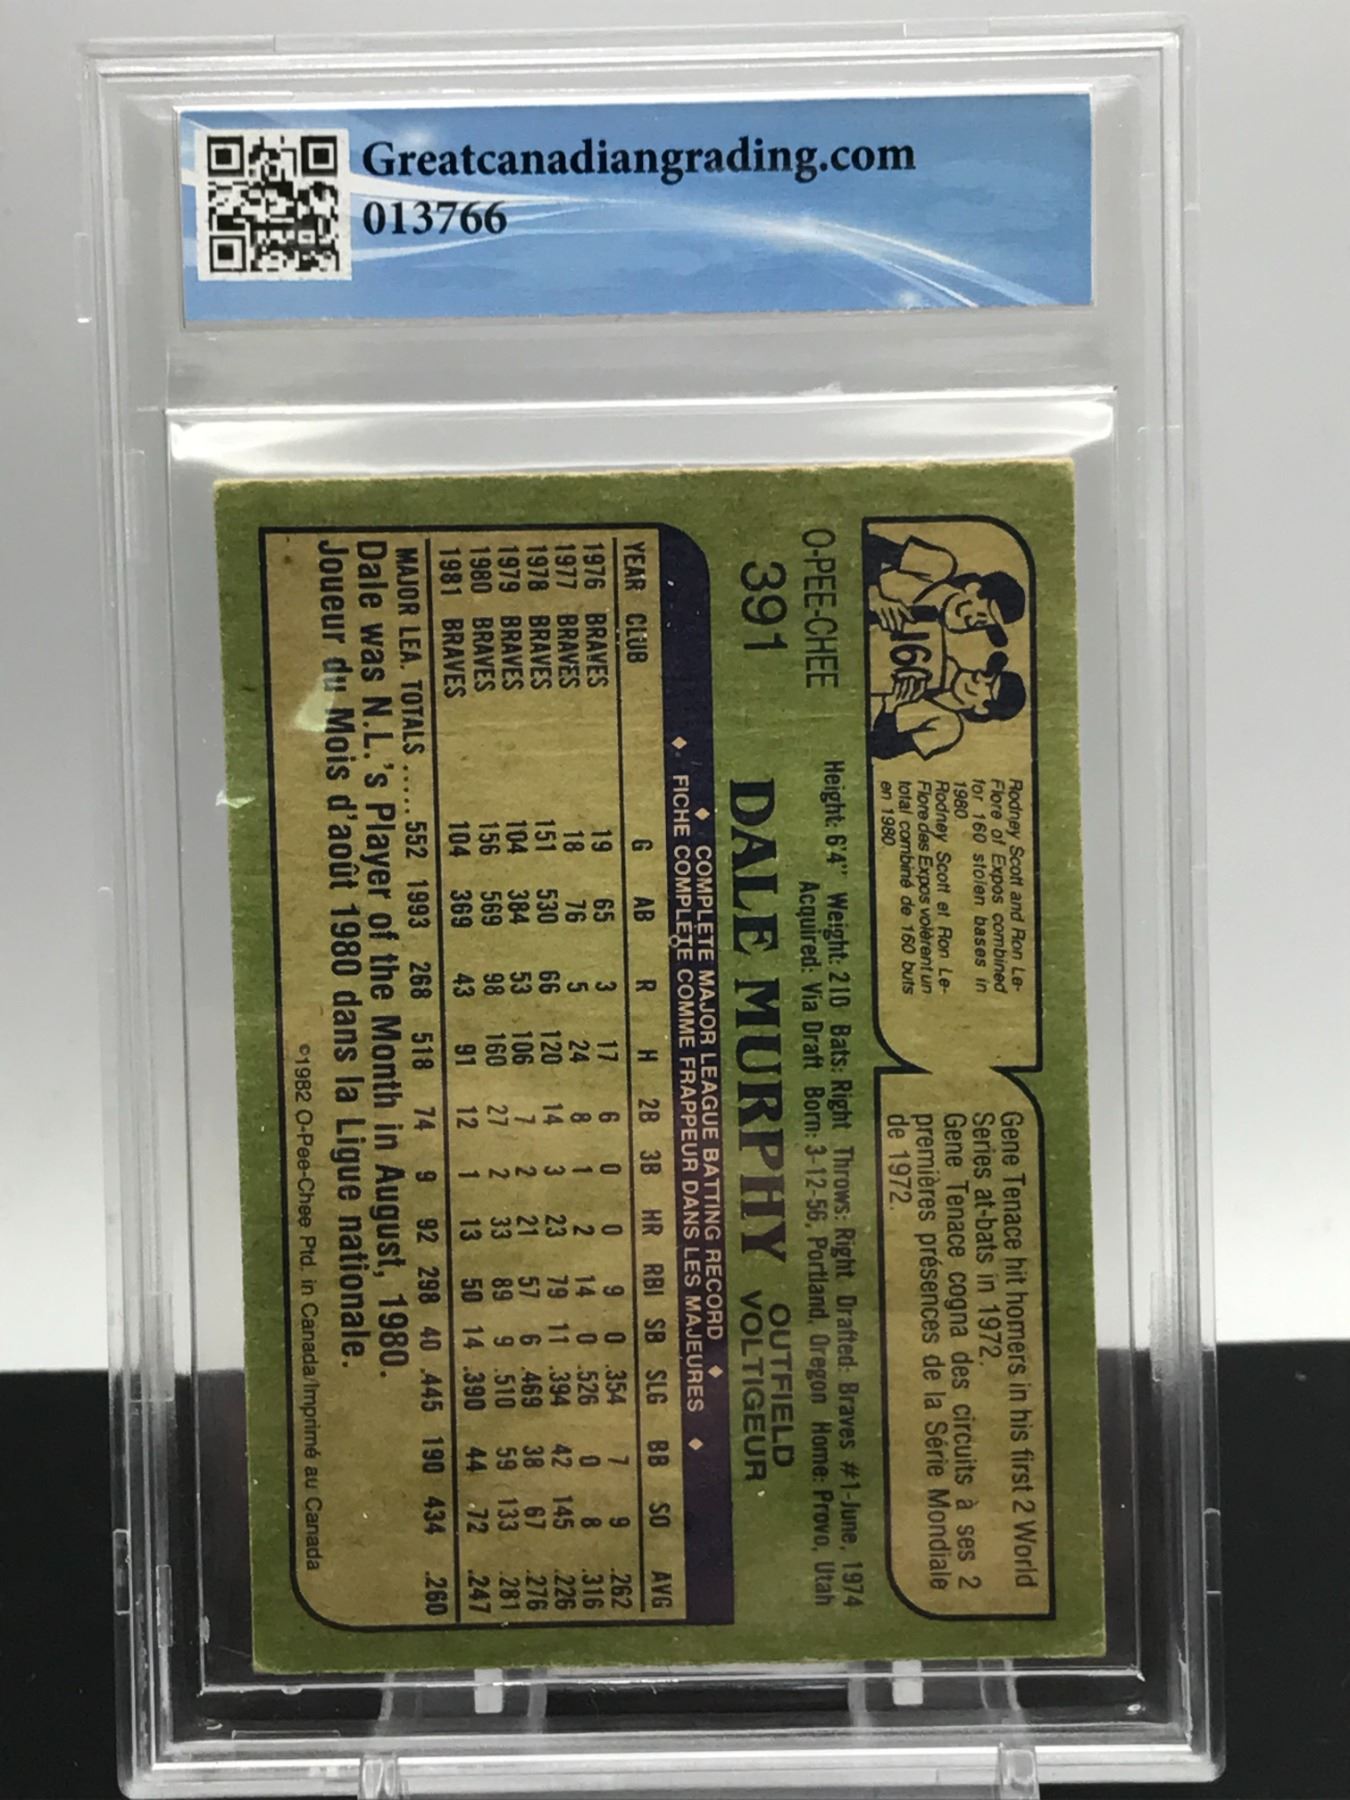 Greatcanadiangrading.com
013766
160
Rodney Scott and Ron Le-
Flore of Expos combined
for 160 stolen bases in
1980
Rodney Scott et Ron Le-
Flore des Expos volèrent un
total combiné de 160 buts
en 1980
Gene Tenace hit homers in his first 2 World
Series at-bats in 1972.
Gene Tenace cogna des circuits à ses 2
premières présences de la Série Mondiale
de 1972.
O-PEE-CHEE
Height: 6'4" Weight: 210 Bats: Right Throws: Right Drafted: Braves #1-June, 1974
Acquired: Via Draft Born: 3-12-56, Portland, Oregon Home: Provo, Utah
391 DALE MURPHY OUTFIELD
VOLTIGEUR
♦ COMPLETE MAJOR LEAGUE BATTING RECORD ♦
♦ FICHE COMPLÈTE COMME FRAPPEUR DANS LES MAJEURES ♦
YEAR CLUB G AB R H 2B 3B HR RBI SB SLG BB SO AVG
1976 BRAVES 19 65 3 17 6 0 0 9 0 .354 7 9 .262
1977 BRAVES 18 76 5 24 8 1 2 14 0 .526 0 8 .316
1978 BRAVES 151 530 66 120 14 3 23 79 11 .394 42 145 .226
1979 BRAVES 104 384 53 106 7 2 21 57 6 .469 38 67 .276
1980 BRAVES 156 569 98 160 27 2 33 89 9 .510 59 133 .281
1981 BRAVES 104 369 43 91 12 1 13 50 14 .390 44 72 .247
MAJOR LEA. TOTALS ..... 552 1993 268 518 74 9 92 298 40 .445 190 434 .260
Dale was N.L.'s Player of the Month in August, 1980.
Joueur du Mois d'août 1980 dans la Ligue nationale.
©1982 O-Pee-Chee Ptd. in Canada/Imprimé au Canada